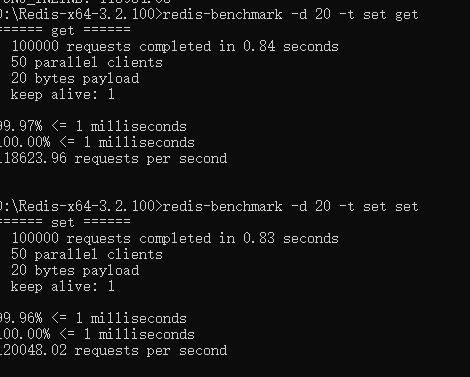 0:\Redis-x64-3.2.100>redis-benchmark -d 20 -t set get
====== get ======
100000 requests completed in 0.84 seconds
50 parallel clients
20 bytes payload
keep alive: 1
99.97% <= 1 milliseconds
100.00% <= 1 milliseconds
118623.96 requests per second
0:\Redis-x64-3.2.100>redis-benchmark -d 20 -t set set
====== set ======
100000 requests completed in 0.83 seconds
50 parallel clients
20 bytes payload
keep alive: 1
99.96% <= 1 milliseconds
100.00% <= 1 milliseconds
120048.02 requests per second